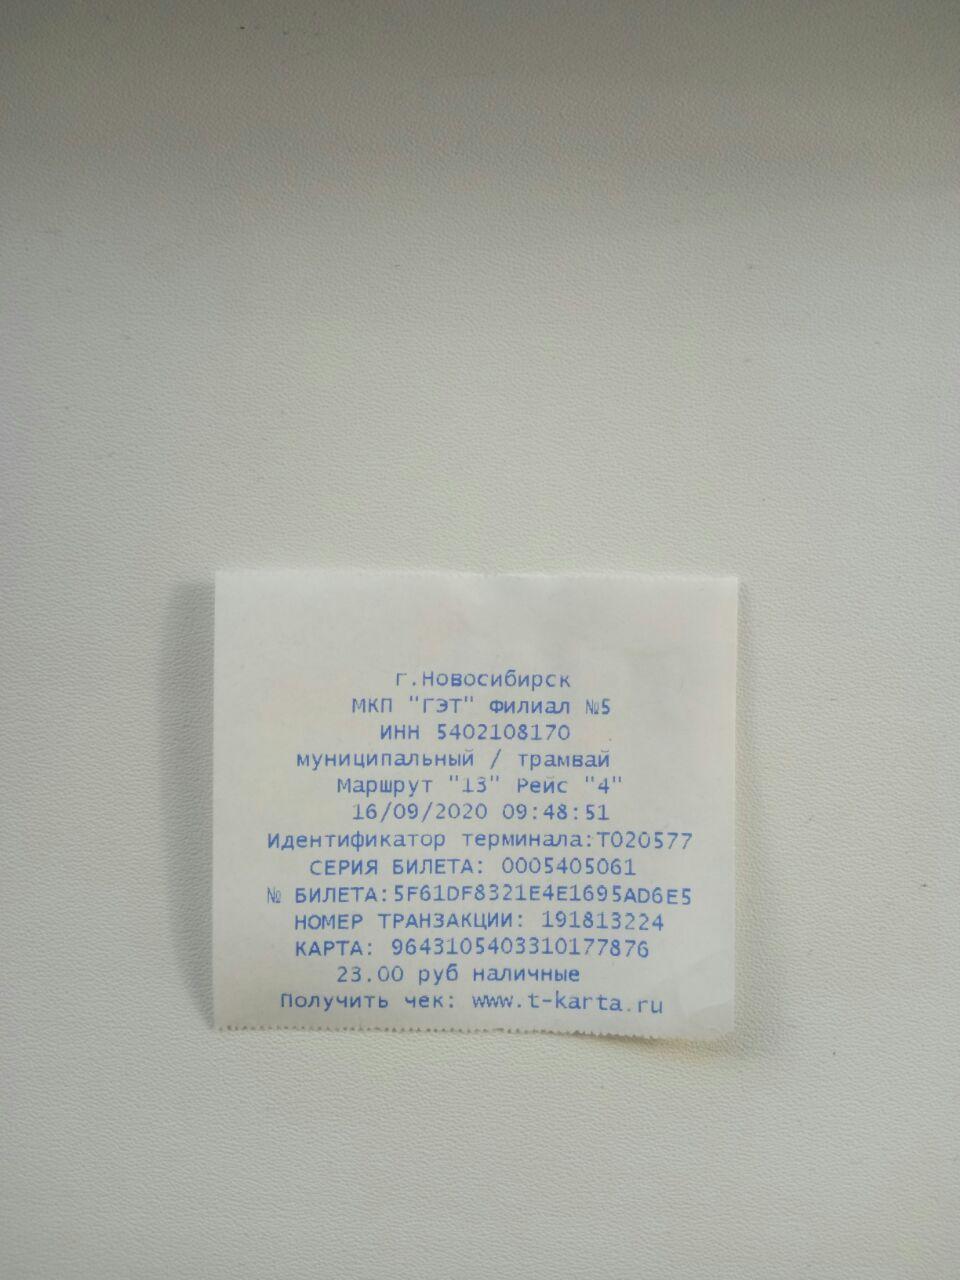 г.Новосибирск
МКП "ГЭТ" Филиал №5
ИНН 5402108170
муниципальный / трамвай
Маршрут "13" Рейс "4"
16/09/2020 09:48:51
Идентификатор терминала:Т020577
СЕРИЯ БИЛЕТА: 0005405061
№ БИЛЕТА:5F61DF8321E4E1695AD6E5
НОМЕР ТРАНЗАКЦИИ: 191813224
КАРТА: 9643105403310177876
23.00 руб наличные
Получить чек: www.t-karta.ru